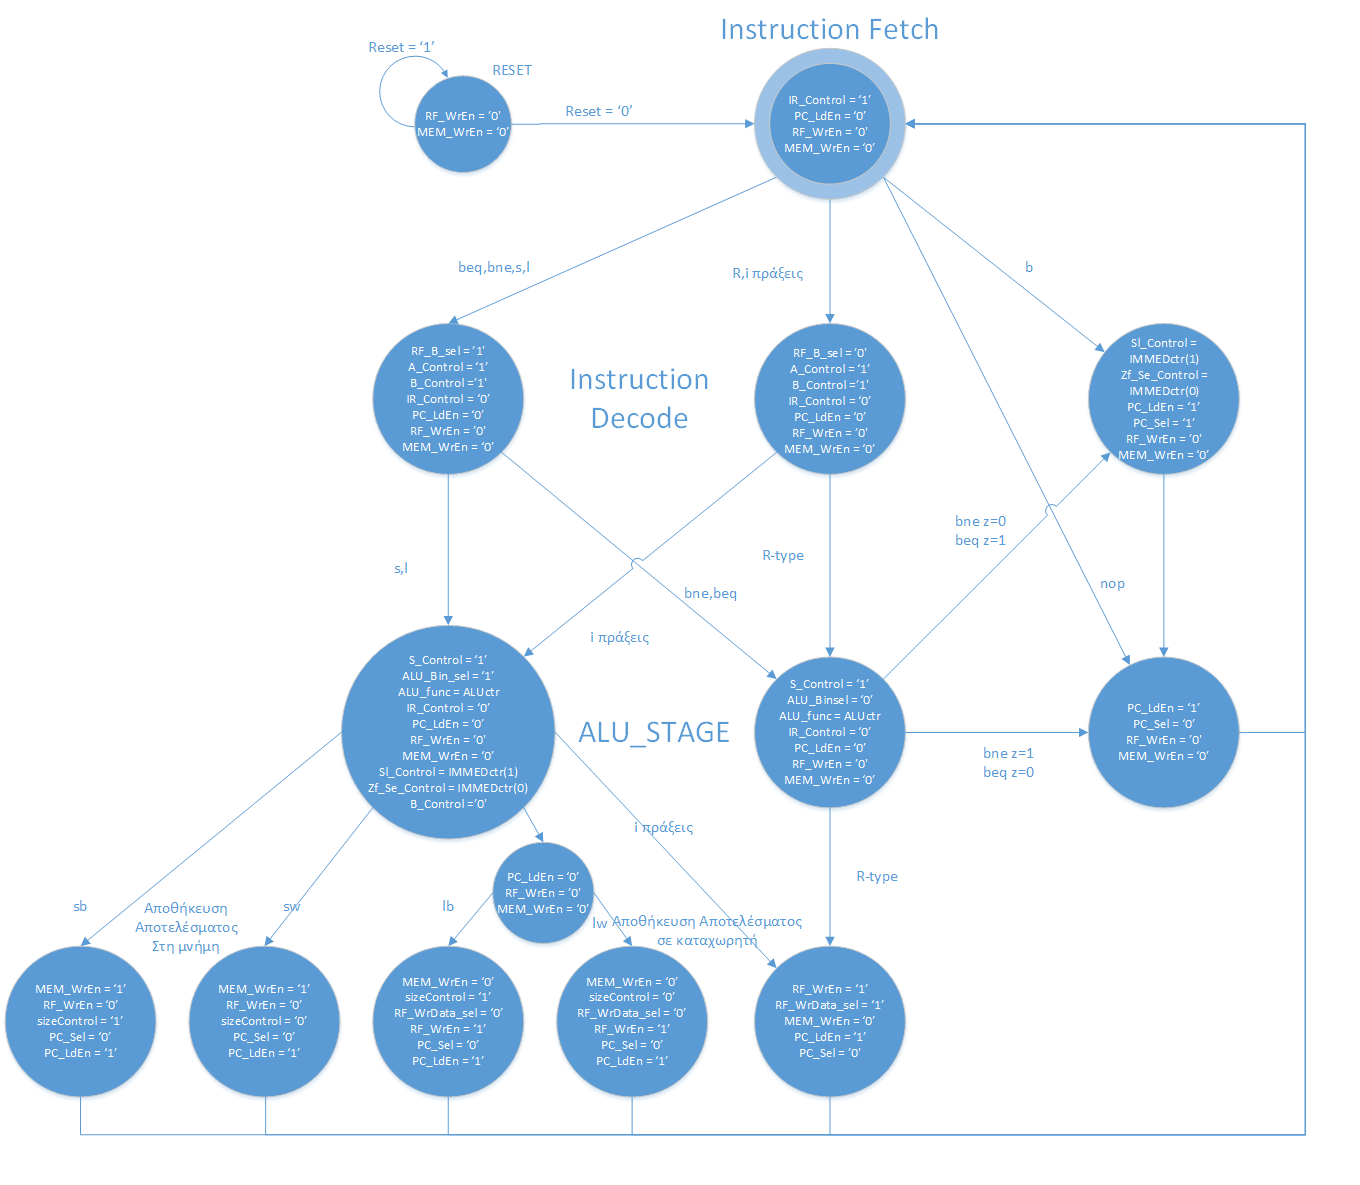 Instruction Fetch
Reset = ‘1’
RESET
RF_WrEn = ’0'
MEM_WrEn = ‘0’
Reset = ‘0’
IR_Control = ‘1’
PC_LdEn = ‘0’
RF_WrEn = ’0'
MEM_WrEn = ‘0’
beq,bne,s,l
R,i πράξεις
b
RF_B_sel = ’1'
A_Control = ‘1’
B_Control =’1'
IR_Control = ‘0’
PC_LdEn = ‘0’
RF_WrEn = ’0'
MEM_WrEn = ‘0’
Instruction
Decode
RF_B_sel = ’0'
A_Control = ‘1’
B_Control =’1'
IR_Control = ‘0’
PC_LdEn = ‘0’
RF_WrEn = ’0'
MEM_WrEn = ‘0’
Sl_Control =
IMMEDctr(1)
Zf_Se_Control =
IMMEDctr(0)
PC_LdEn = ‘1’
PC_Sel = ‘1’
RF_WrEn = ’0'
MEM_WrEn = ‘0’
s,l
bne,beq
i πράξεις
R-type
bne z=0
beq z=1
nop
S_Control = ‘1’
ALU_Bin_sel = ‘1’
ALU_func = ALUctr
IR_Control = ‘0’
PC_LdEn = ‘0’
RF_WrEn = ’0'
MEM_WrEn = ‘0’
Sl_Control = IMMEDctr(1)
Zf_Se_Control = IMMEDctr(0)
B_Control =’0'
ALU_STAGE
S_Control = ‘1’
ALU_Binsel = ‘0’
ALU_func = ALUctr
IR_Control = ‘0’
PC_LdEn = ‘0’
RF_WrEn = ’0'
MEM_WrEn = ‘0’
bne z=1
beq z=0
PC_LdEn = ‘1’
PC_Sel = ‘0’
RF_WrEn = ’0'
MEM_WrEn = ‘0’
i πράξεις
R-type
PC_LdEn = ‘0’
RF_WrEn = ’0'
MEM_WrEn = ‘0’
sb
Αποθήκευση
Αποτελέσματος
Στη μνήμη
sw
lb
lw
Αποθήκευση Αποτελέσματος
σε καταχωρητή
MEM_WrEn = ‘1’
RF_WrEn = ‘0’
sizeControl = ‘1’
PC_Sel = ‘0’
PC_LdEn = ‘1’
MEM_WrEn = ‘1’
RF_WrEn = ‘0’
sizeControl = ‘0’
PC_Sel = ‘0’
PC_LdEn = ‘1’
MEM_WrEn = ‘0’
sizeControl = ‘1’
RF_WrData_sel = ‘0’
RF_WrEn = ‘1’
PC_Sel = ‘0’
PC_LdEn = ‘1’
MEM_WrEn = ‘0’
sizeControl = ‘0’
RF_WrData_sel = ‘0’
RF_WrEn = ‘1’
PC_Sel = ‘0’
PC_LdEn = ‘1’
RF_WrEn = ‘1’
RF_WrData_sel = ‘1’
MEM_WrEn = ‘0’
PC_LdEn = ‘1’
PC_Sel = ’0'